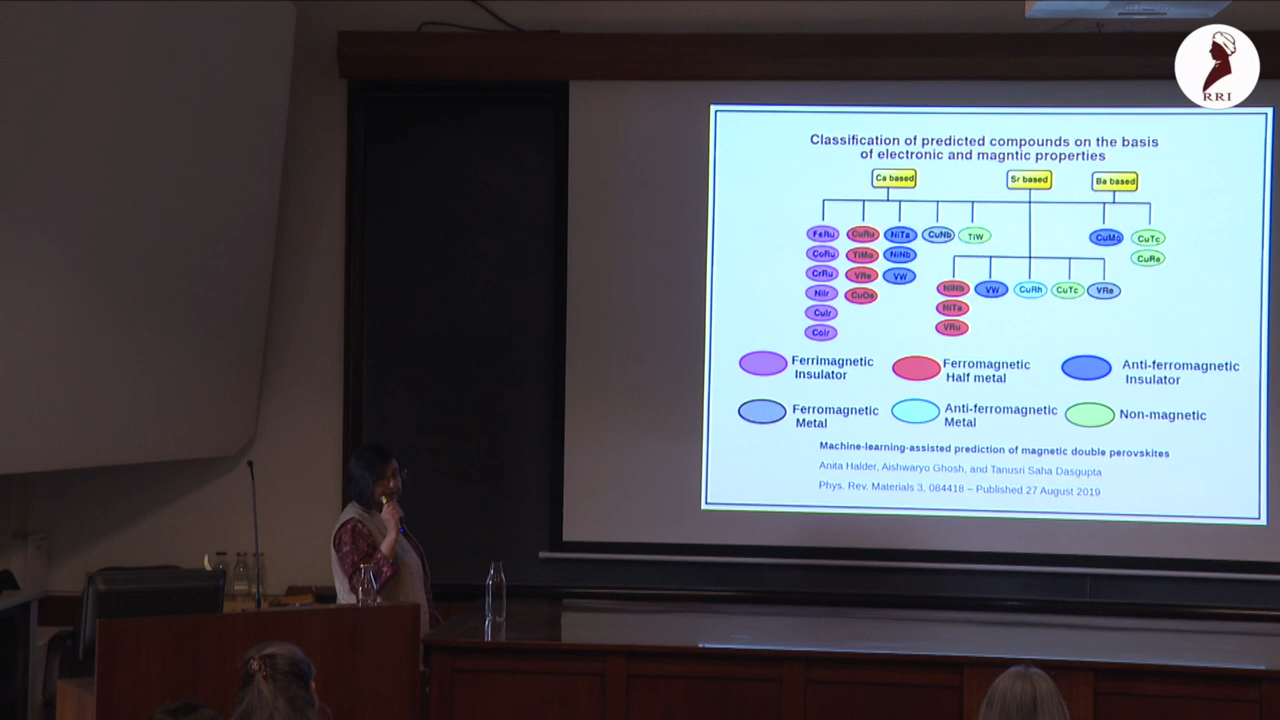 RRI
Classification of predicted compounds on the basis
of electronic and magntic properties
Ca based Sr based Ba based
FeRu CuRu NiTa CuNb TiW CuMo CuTc
CoRu TiMo NiNb CuRe
CrRu VRe VW
NiIr CuOs NiNb VW CuRh CuTc VRe
CuIr NiTa
CoIr VRu
Ferrimagnetic Ferromagnetic Anti-ferromagnetic
Insulator Half metal Insulator
Ferromagnetic Anti-ferromagnetic Non-magnetic
Metal Metal
Machine-learning-assisted prediction of magnetic double perovskites
Anita Halder, Aishwaryo Ghosh, and Tanusri Saha Dasgupta
Phys. Rev. Materials 3, 084418 – Published 27 August 2019